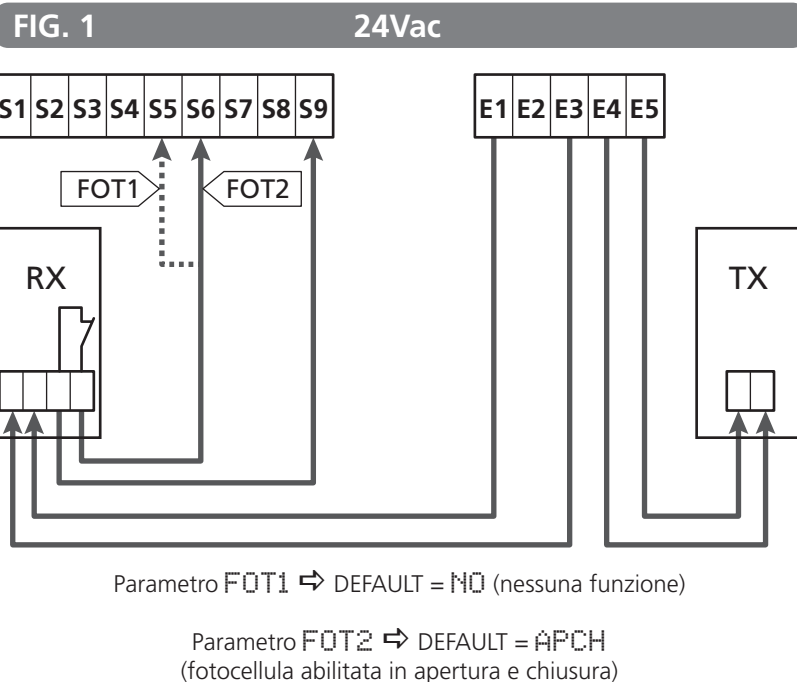 FIG. 1 24Vac
S1 S2 S3 S4 S5 S6 S7 S8 S9 E1 E2 E3 E4 E5
FOT1 FOT2
RX TX
Parametro FOT1 ➪ DEFAULT = NO (nessuna funzione)
Parametro FOT2 ➪ DEFAULT = APCH
(fotocellula abilitata in apertura e chiusura)